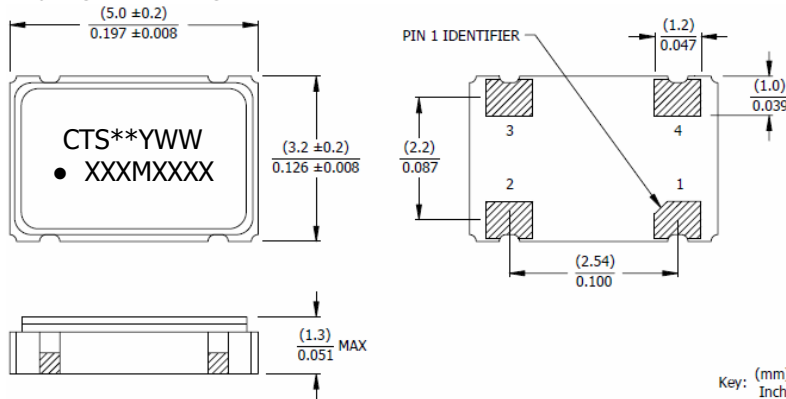 (5.0 ±0.2)
0.197 ±0.008
CTS**YWW
● XXXMXXXX
(3.2 ±0.2)
0.126 ±0.008
(1.3)
0.051 MAX
PIN 1 IDENTIFIER
(1.2)
0.047
(1.0)
0.039
3 4
(2.2)
0.087
2 1
(2.54)
0.100
Key: (mm)
Inch